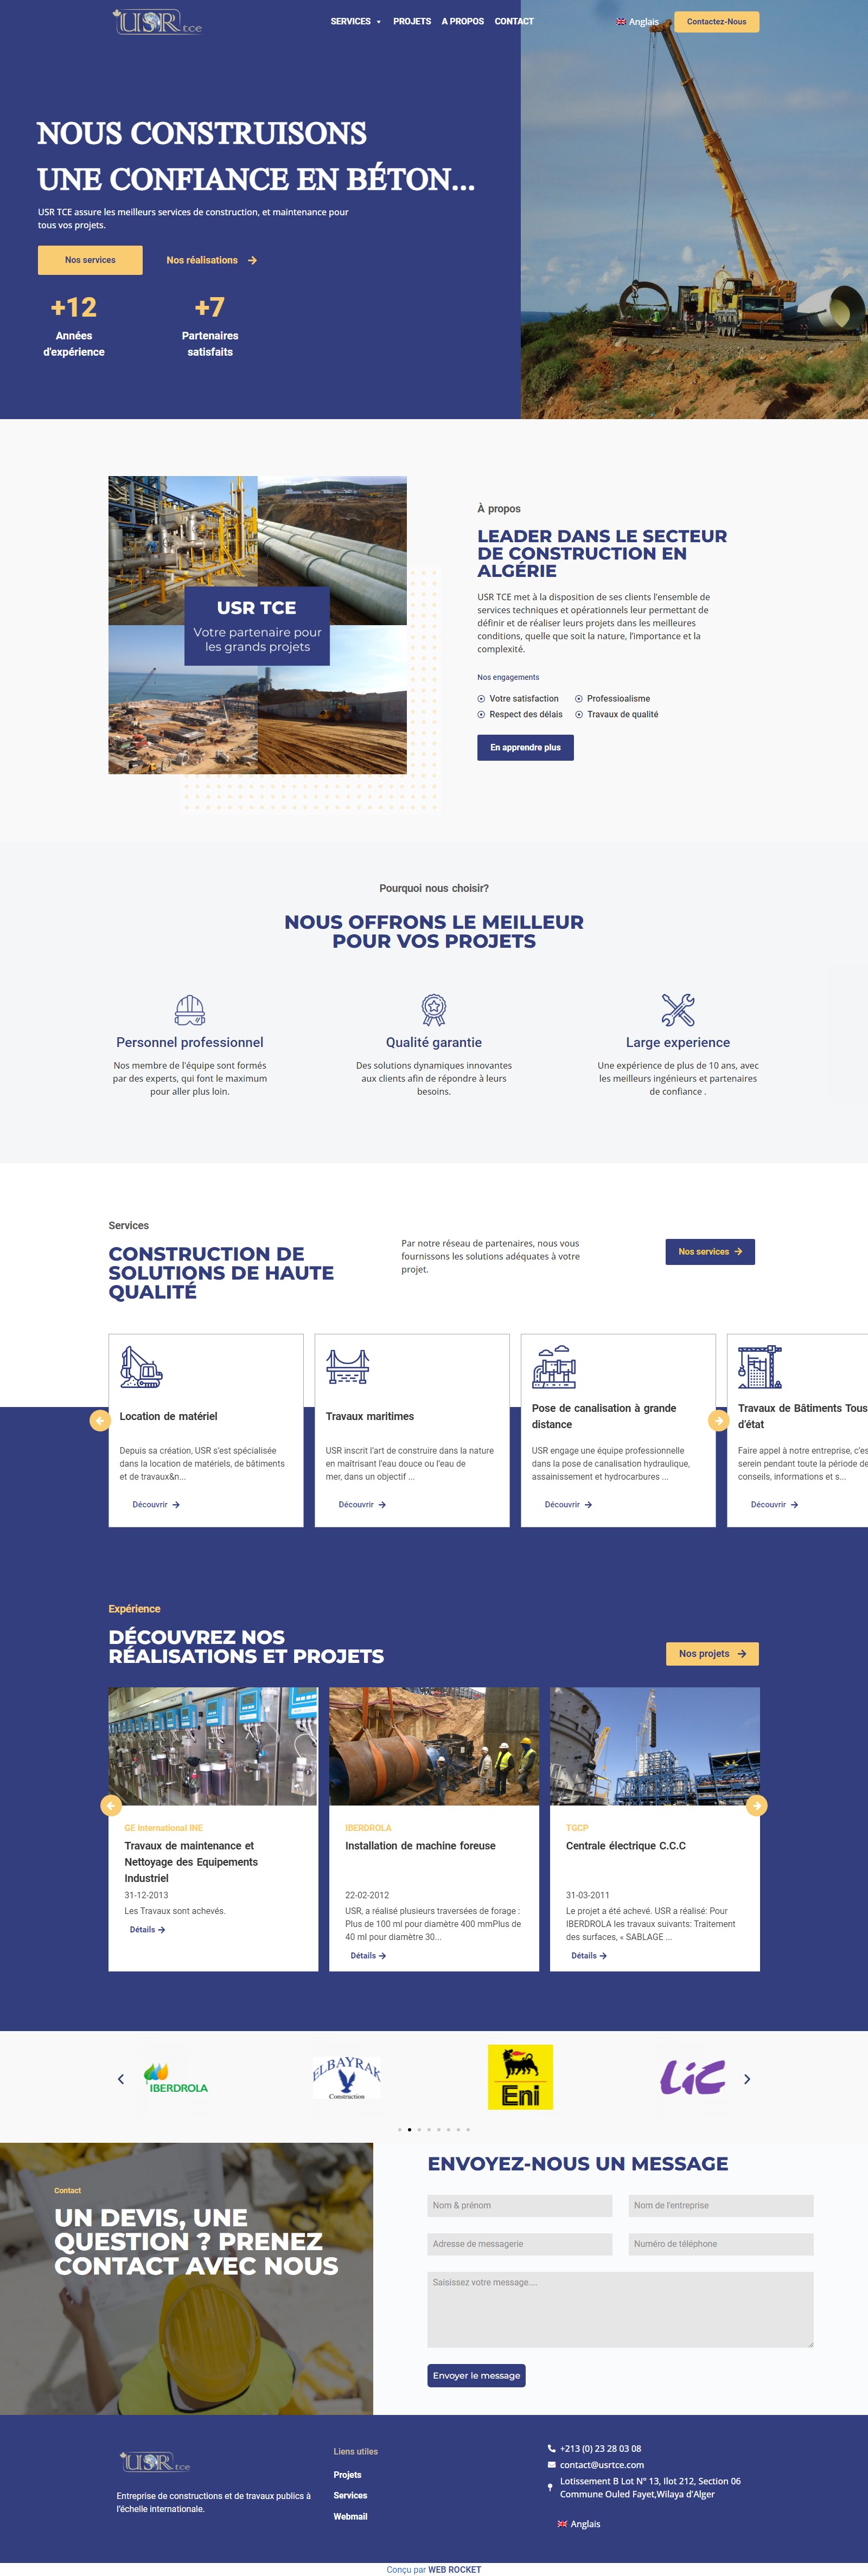 USR tce
SERVICES
PROJETS
A PROPOS
CONTACT
Anglais
Contactez-Nous
NOUS CONSTRUISONS
UNE CONFIANCE EN BÉTON...
USR TCE assure les meilleurs services de construction, et maintenance pour
tous vos projets.
Nos services
Nos réalisations
+12
Années
d'expérience
+7
Partenaires
satisfaits
USR TCE
Votre partenaire pour
les grands projets
À propos
LEADER DANS LE SECTEUR
DE CONSTRUCTION EN
ALGÉRIE
USR TCE met à la disposition de ses clients l'ensemble de
services techniques et opérationnels leur permettant de
définir et de réaliser leurs projets dans les meilleures
conditions, quelle que soit la nature, l'importance et la
complexité.
Nos engagements
Votre satisfaction
Professioalisme
Respect des délais
Travaux de qualité
En apprendre plus
Pourquoi nous choisir?
NOUS OFFRONS LE MEILLEUR
POUR VOS PROJETS
Personnel professionnel
Nos membre de l'équipe sont formés
par des experts, qui font le maximum
pour aller plus loin.
Qualité garantie
Des solutions dynamiques innovantes
aux clients afin de répondre à leurs
besoins.
Large experience
Une expérience de plus de 10 ans, avec
les meilleurs ingénieurs et partenaires
de confiance .
Services
CONSTRUCTION DE
SOLUTIONS DE HAUTE
QUALITÉ
Par notre réseau de partenaires, nous vous
fournissons les solutions adéquates à votre
projet.
Nos services
Location de matériel
Depuis sa création, USR s'est spécialisée
dans la location de matériels, de bâtiments
et de travaux&n...
Découvrir
Travaux maritimes
USR inscrit l'art de construire dans la nature
en maîtrisant l'eau douce ou l'eau de
mer, dans un objectif ...
Découvrir
Pose de canalisation à grande
distance
USR engage une équipe professionnelle
dans la pose de canalisation hydraulique,
assainissement et hydrocarbures ...
Découvrir
Travaux de Bâtiments Tous
d'état
Faire appel à notre entreprise, c'es
serein pendant toute la période de
conseils, informations et s...
Découvrir
Expérience
DÉCOUVREZ NOS
RÉALISATIONS ET PROJETS
Nos projets
GE International INE
Travaux de maintenance et
Nettoyage des Equipements
Industriel
31-12-2013
Les Travaux sont achevés.
Détails
IBERDROLA
Installation de machine foreuse
22-02-2012
USR, a réalisé plusieurs traversées de forage :
Plus de 100 ml pour diamètre 400 mmPlus de
40 ml pour diamètre 30...
Détails
TGCP
Centrale électrique C.C.C
31-03-2011
Le projet a été achevé. USR a réalisé: Pour
IBERDROLA les travaux suivants: Traitement
des surfaces, « SABLAGE ...
Détails
IBERDROLA
ELBAYRAK
Construction
Eni
LiC
Contact
UN DEVIS, UNE
QUESTION ? PRENEZ
CONTACT AVEC NOUS
ENVOYEZ-NOUS UN MESSAGE
Nom & prénom
Nom de l'entreprise
Adresse de messagerie
Numéro de téléphone
Saisissez votre message....
Envoyer le message
USR tce
Entreprise de constructions et de travaux publics à
l'échelle internationale.
Liens utiles
Projets
Services
Webmail
+213 (0) 23 28 03 08
contact@usrtce.com
Lotissement B Lot N° 13, Ilot 212, Section 06
Commune Ouled Fayet,Wilaya d'Alger
Anglais
Conçu par WEB ROCKET